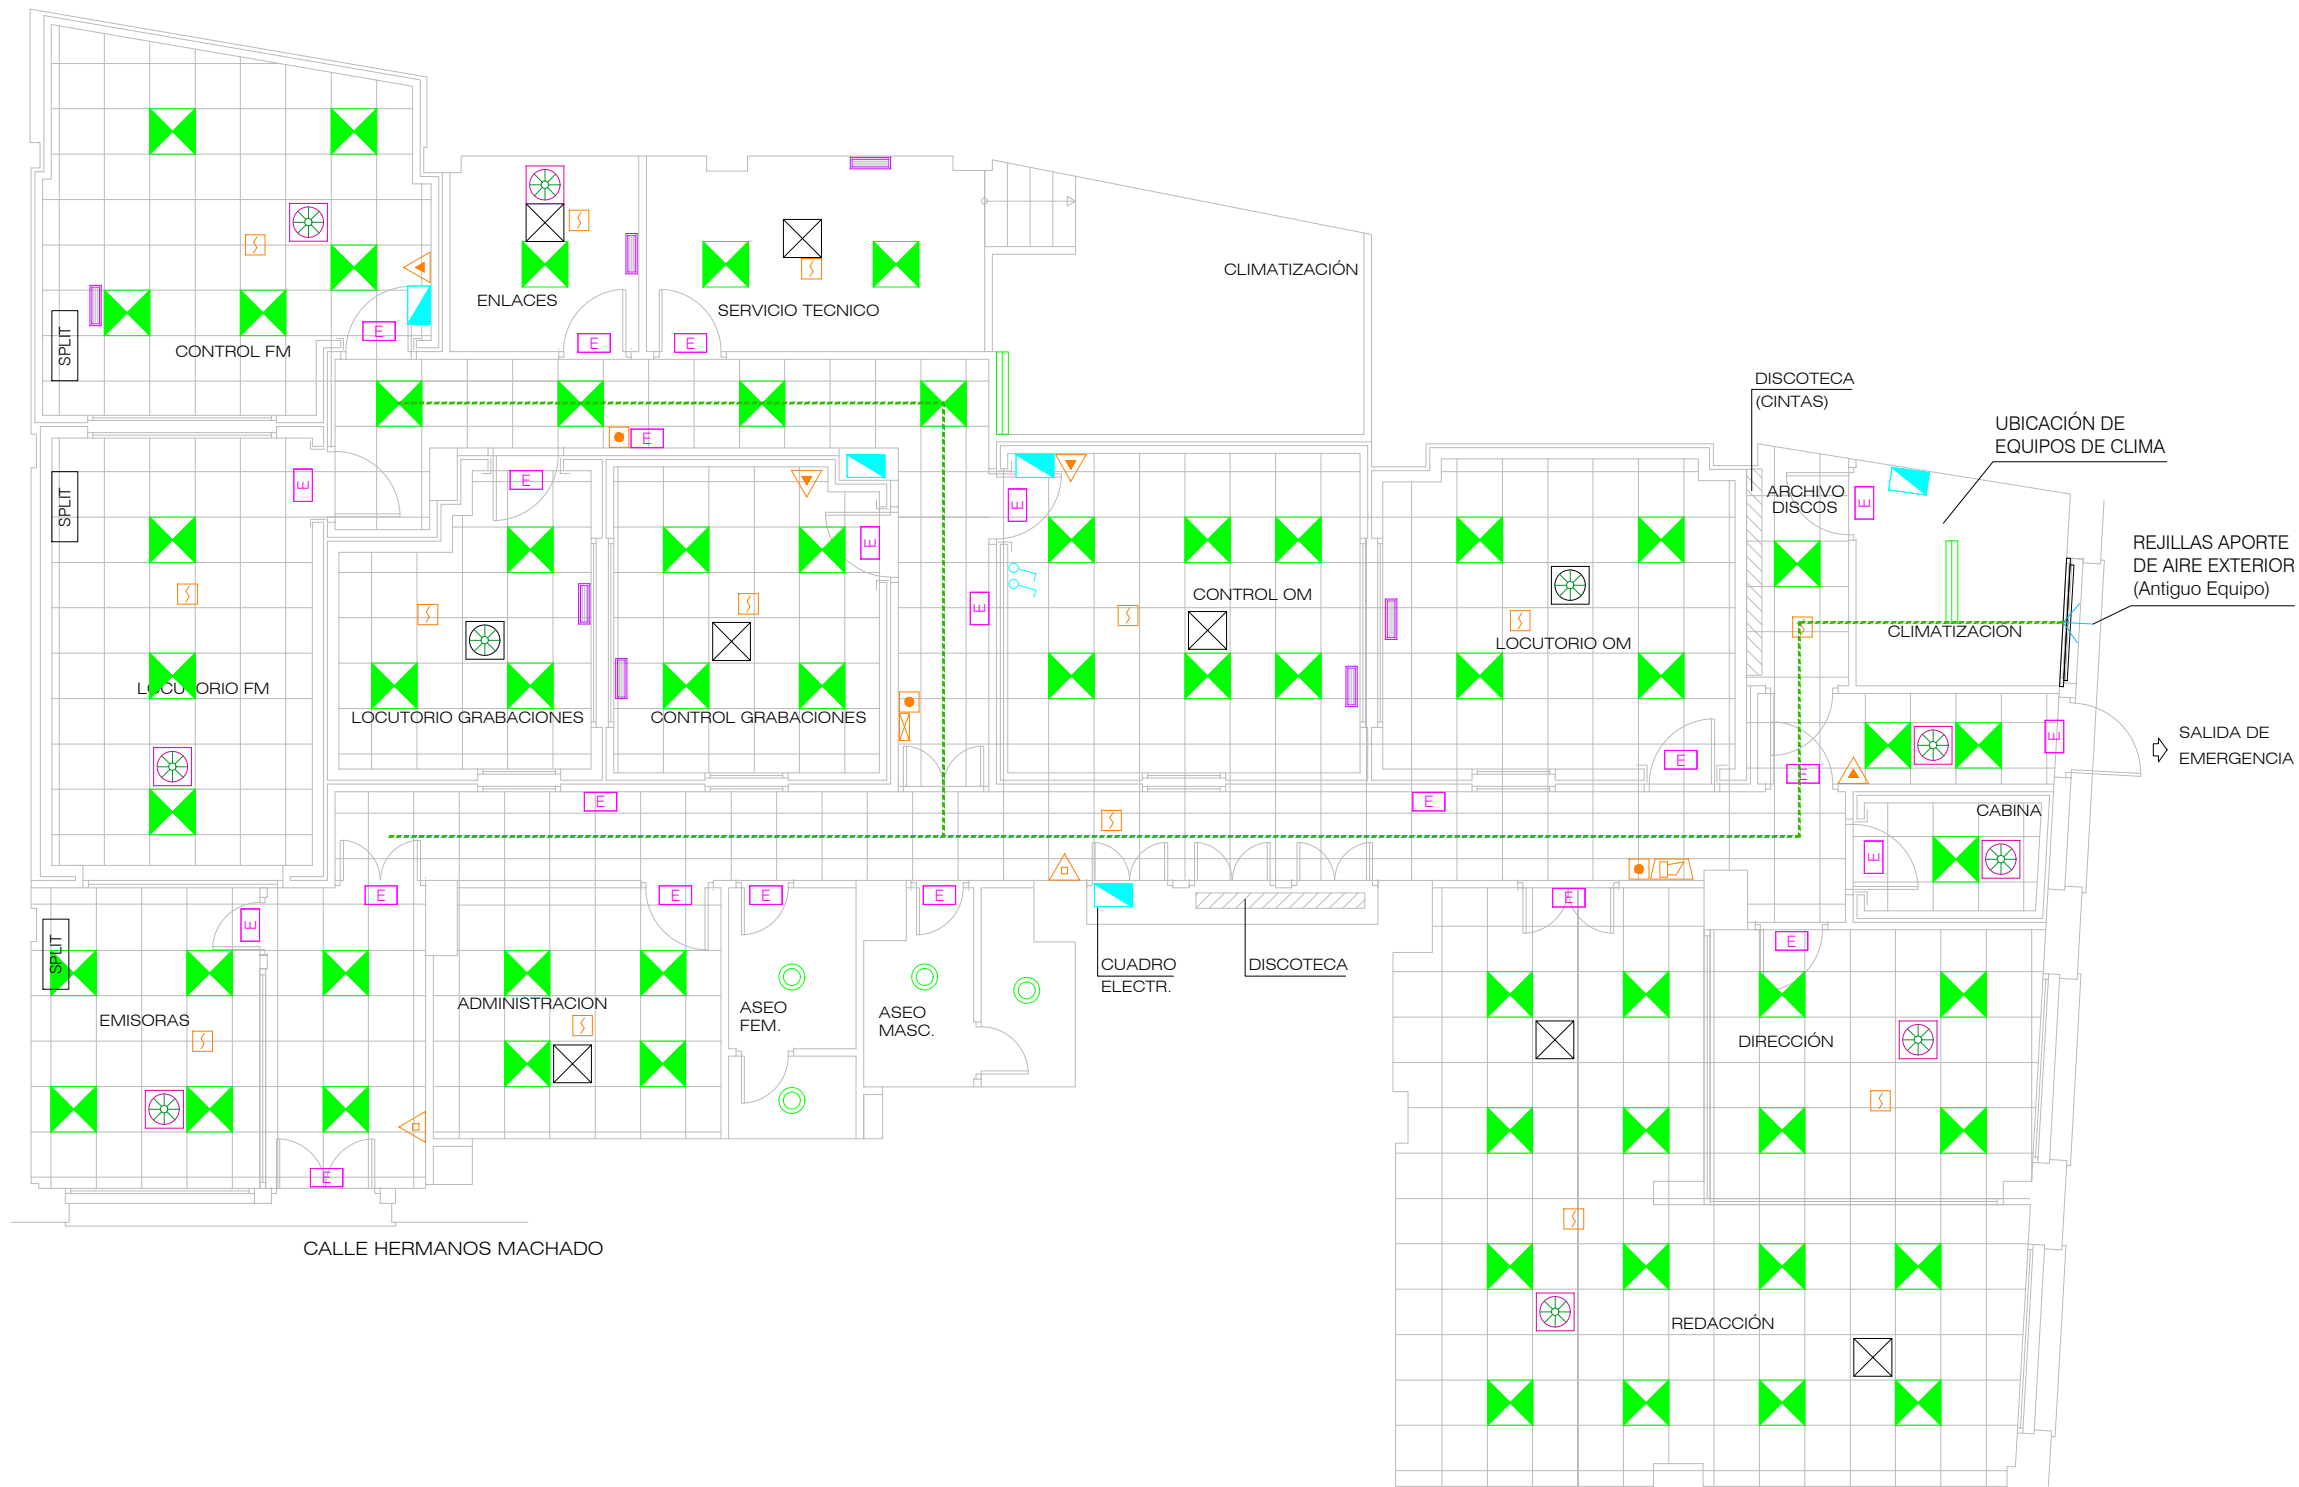 CLIMATIZACIÓN
ENLACES
SERVICIO TECNICO
SPLIT
CONTROL FM
E
E
E
DISCOTECA
(CINTAS)
UBICACIÓN DE
EQUIPOS DE CLIMA
E
E
E
SPLIT
E
E
ARCHIVO
DISCOS
E
REJILLAS APORTE
DE AIRE EXTERIOR
(Antiguo Equipo)
E
E
CONTROL OM
CLIMATIZACIÓN
LOCUTORIO OM
LOCUTORIO FM
LOCUTORIO GRABACIONES
CONTROL GRABACIONES
E
SALIDA DE
EMERGENCIA
E
E
E
E
CABINA
E
E
E
E
E
E
E
E
SPLIT
CUADRO
ELECTR.
DISCOTECA
ADMINISTRACION
ASEO
FEM.
ASEO
MASC.
EMISORAS
DIRECCIÓN
E
CALLE HERMANOS MACHADO
REDACCIÓN